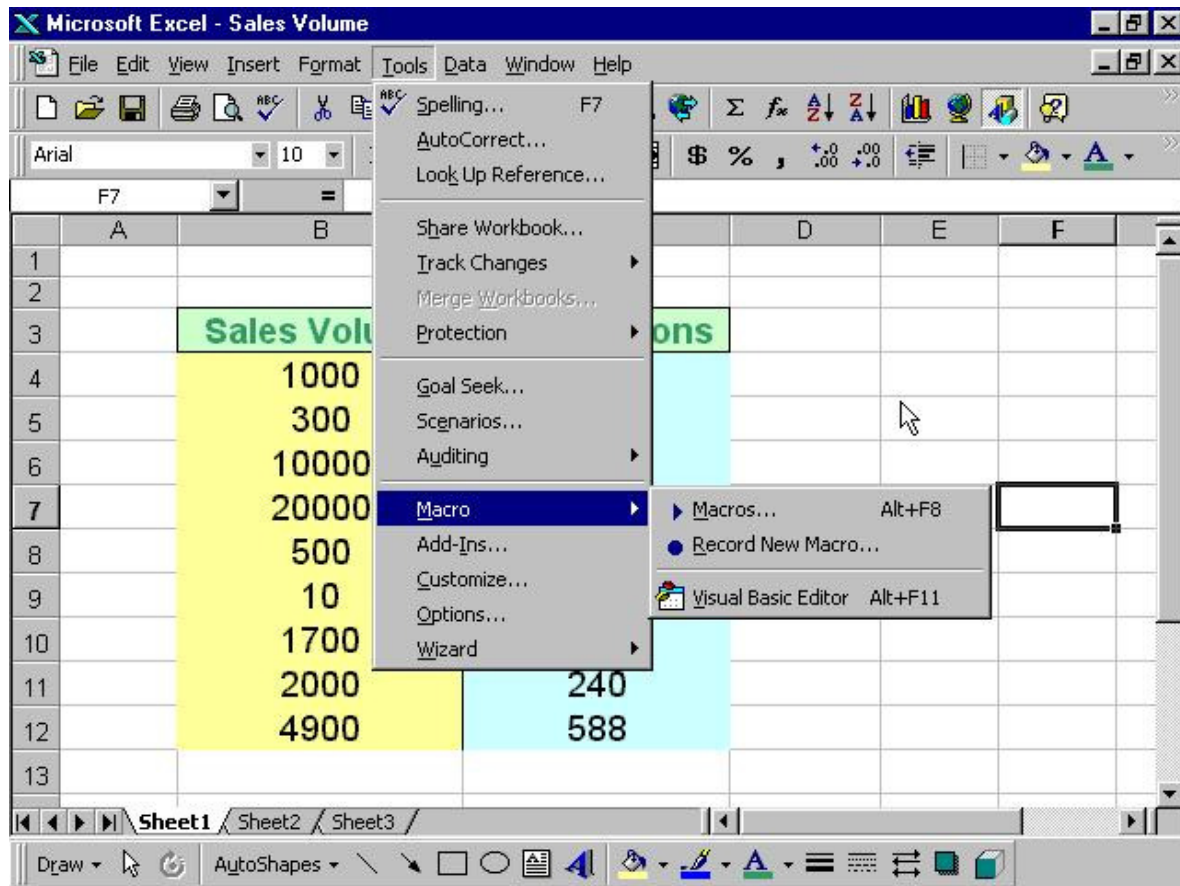 Microsoft Excel - Sales Volume
File Edit View Insert Format Tools Data Window Help
Arial 10 $ % ,
F7 =
A B D E F
Spelling... F7
AutoCorrect...
Look Up Reference...
Share Workbook...
Track Changes
Merge Workbooks...
Protection
Goal Seek...
Scenarios...
Auditing
Macro
Add-Ins...
Customize...
Options...
Wizard
Macros... Alt+F8
Record New Macro...
Visual Basic Editor Alt+F11
1
2
3 Sales Volu ons
4 1000
5 300
6 10000
7 20000
8 500
9 10
10 1700
11 2000 240
12 4900 588
13
Sheet1 Sheet2 Sheet3
Draw AutoShapes